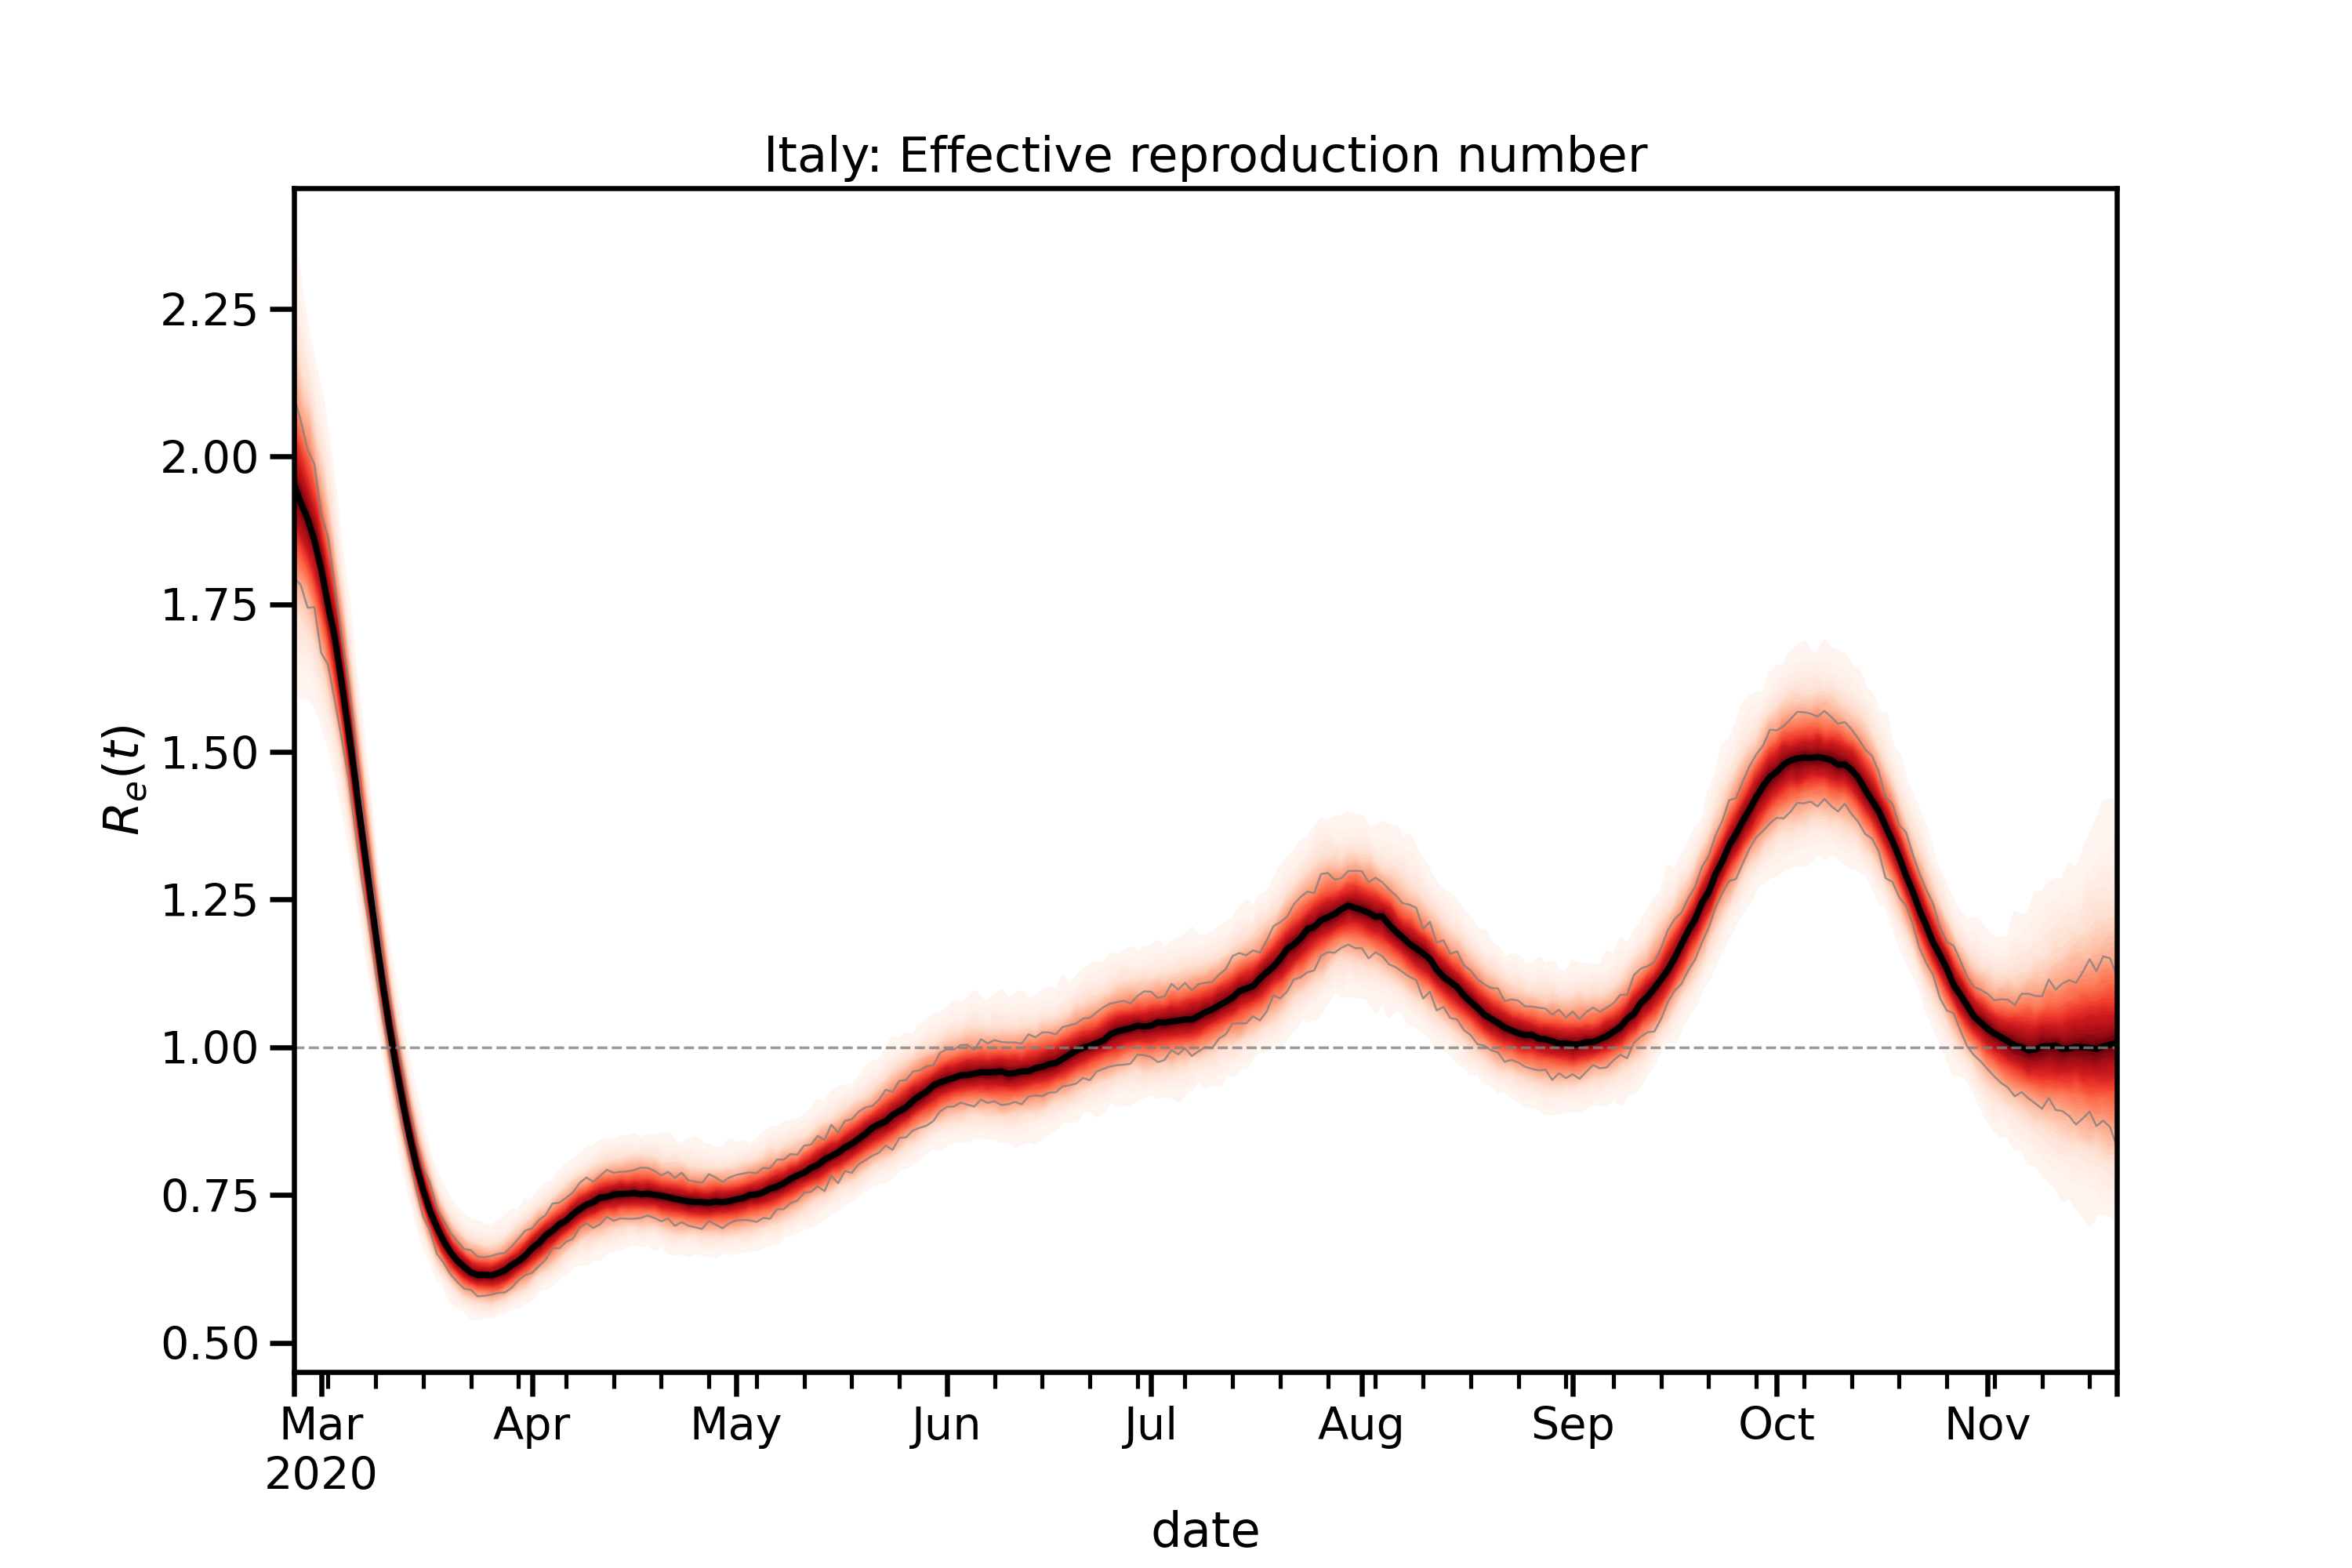 Italy: Effective reproduction number
2.25
2.00
1.75
1.50
1.25
1.00
0.75
0.50
Rₑ(t)
Mar Apr May Jun Jul Aug Sep Oct Nov
2020
date